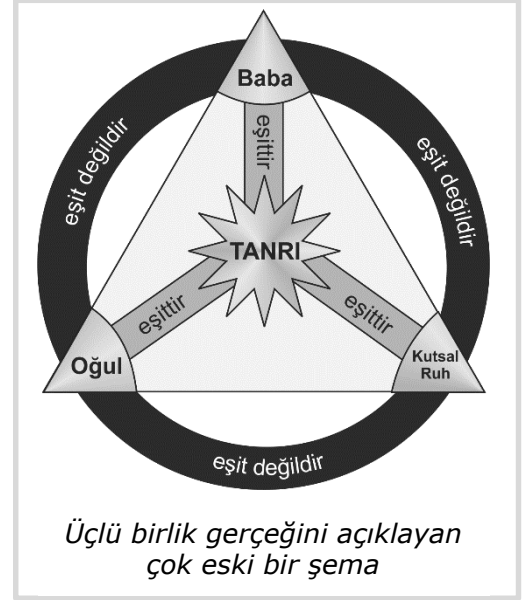 Baba
eşit değildir
eşit değildir
eşittir
TANRI
eşittir
eşittir
Oğul
Kutsal
Ruh
eşit değildir
Üçlü birlik gerçeğini açıklayan
çok eski bir şema